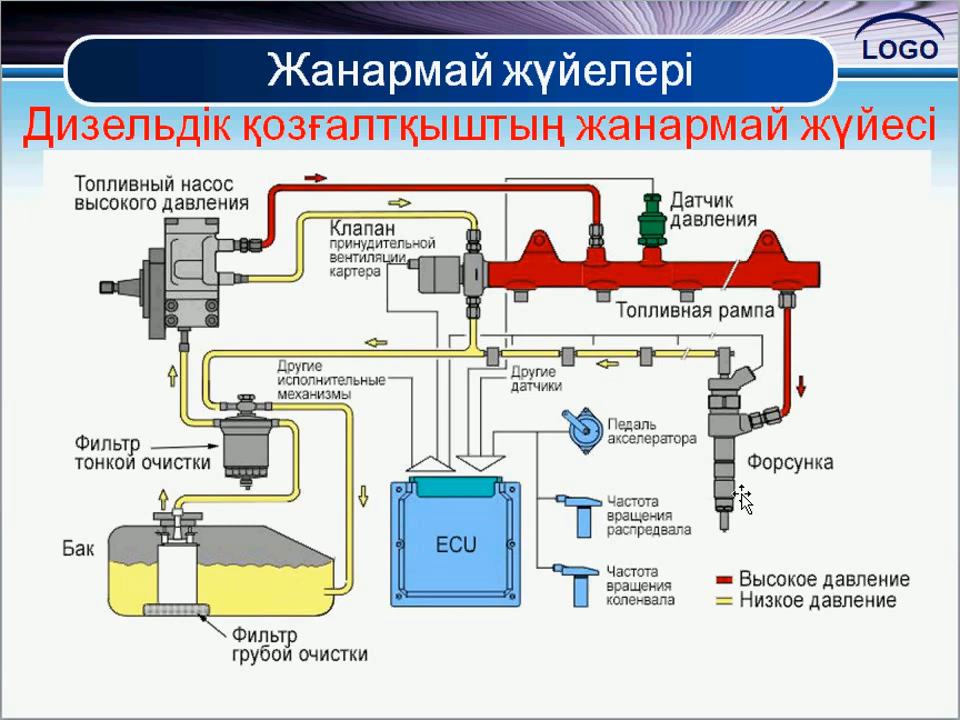 LOGO
Жанармай жүйелері
Дизельдік қозғалтқыштың жанармай жүйесі
Топливный насос
высокого давления
Клапан
принудительной
вентиляции
картера
Датчик
давления
Топливная рампа
Другие
исполнительные
механизмы
Другие
датчики
Педаль
акселератора
Фильтр
тонкой очистки
Форсунка
Частота
вращения
распредвала
Бак
ECU
Частота
вращения
коленвала
Высокое давление
Низкое давление
Фильтр
грубой очистки